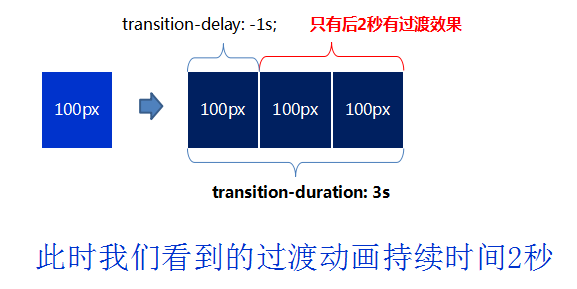 transition-delay: -1s;
只有后2秒有过渡效果
100px
100px
100px
100px
transition-duration: 3s
此时我们看到的过渡动画持续时间2秒